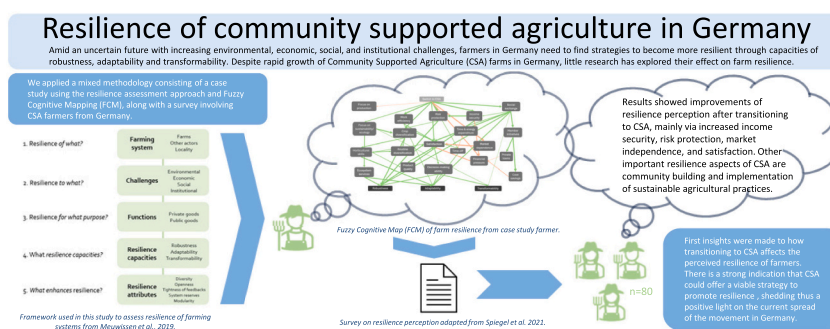 Resilience of community supported agriculture in Germany
Amid an uncertain future with increasing environmental, economic, social, and institutional challenges, farmers in Germany need to find strategies to become more resilient through capacities of
robustness, adaptability and transformability. Despite rapid growth of Community Supported Agriculture (CSA) farms in Germany, little research has explored their effect on farm resilience.
We applied a mixed methodology consisting of a case
study using the resilience assessment approach and Fuzzy
Cognitive Mapping (FCM), along with a survey involving
CSA farmers from Germany.
1. Resilience of what?
Farming
system
Farms
Other actors
Locality
2. Resilience to what?
Challenges
Environmental
Economic
Social
Institutional
3. Resilience for what purpose?
Functions
Private goods
Public goods
4. What resilience capacities?
Resilience
capacities
Robustness
Adaptability
Transformability
5. What enhances resilience?
Resilience
attributes
Diversity
Openness
Tightness of feedbacks
System reserves
Modularity
Framework used in this study to assess resilience of farming
systems from Meuwissen et al., 2019.
Fuzzy Cognitive Map (FCM) of farm resilience from case study farmer.
Survey on resilience perception adapted from Spiegel et al. 2021.
Results showed improvements of
resilience perception after transitioning
to CSA, mainly via increased income
security, risk protection, market
independence, and satisfaction. Other
important resilience aspects of CSA are
community building and implementation
of sustainable agricultural practices.
n=80
First insights were made to how
transitioning to CSA affects the
perceived resilience of farmers.
There is a strong indication that CSA
could offer a viable strategy to
promote resilience , shedding thus a
positive light on the current spread
of the movement in Germany.